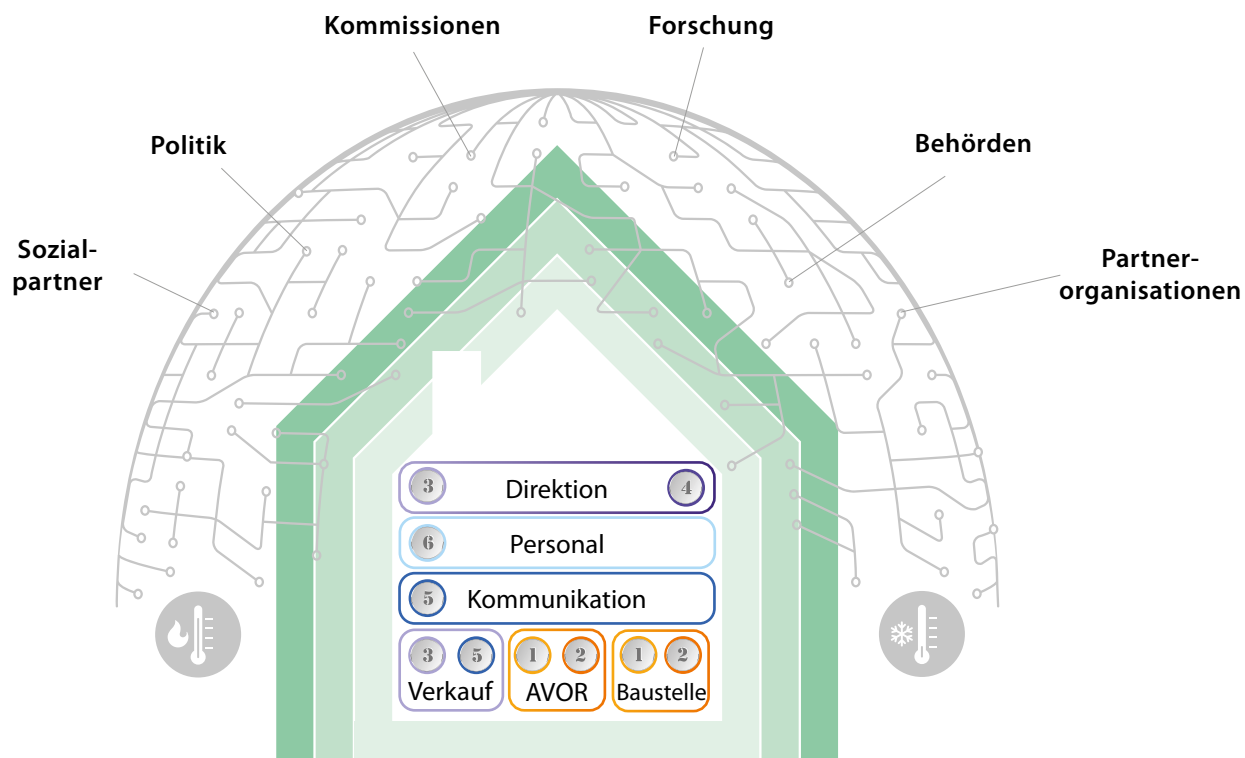 Kommissionen
Forschung
Politik
Behörden
Sozial-
partner
Partner-
organisationen
3 Direktion 4
6 Personal
5 Kommunikation
3 5 1 2 1 2
Verkauf AVOR Baustelle